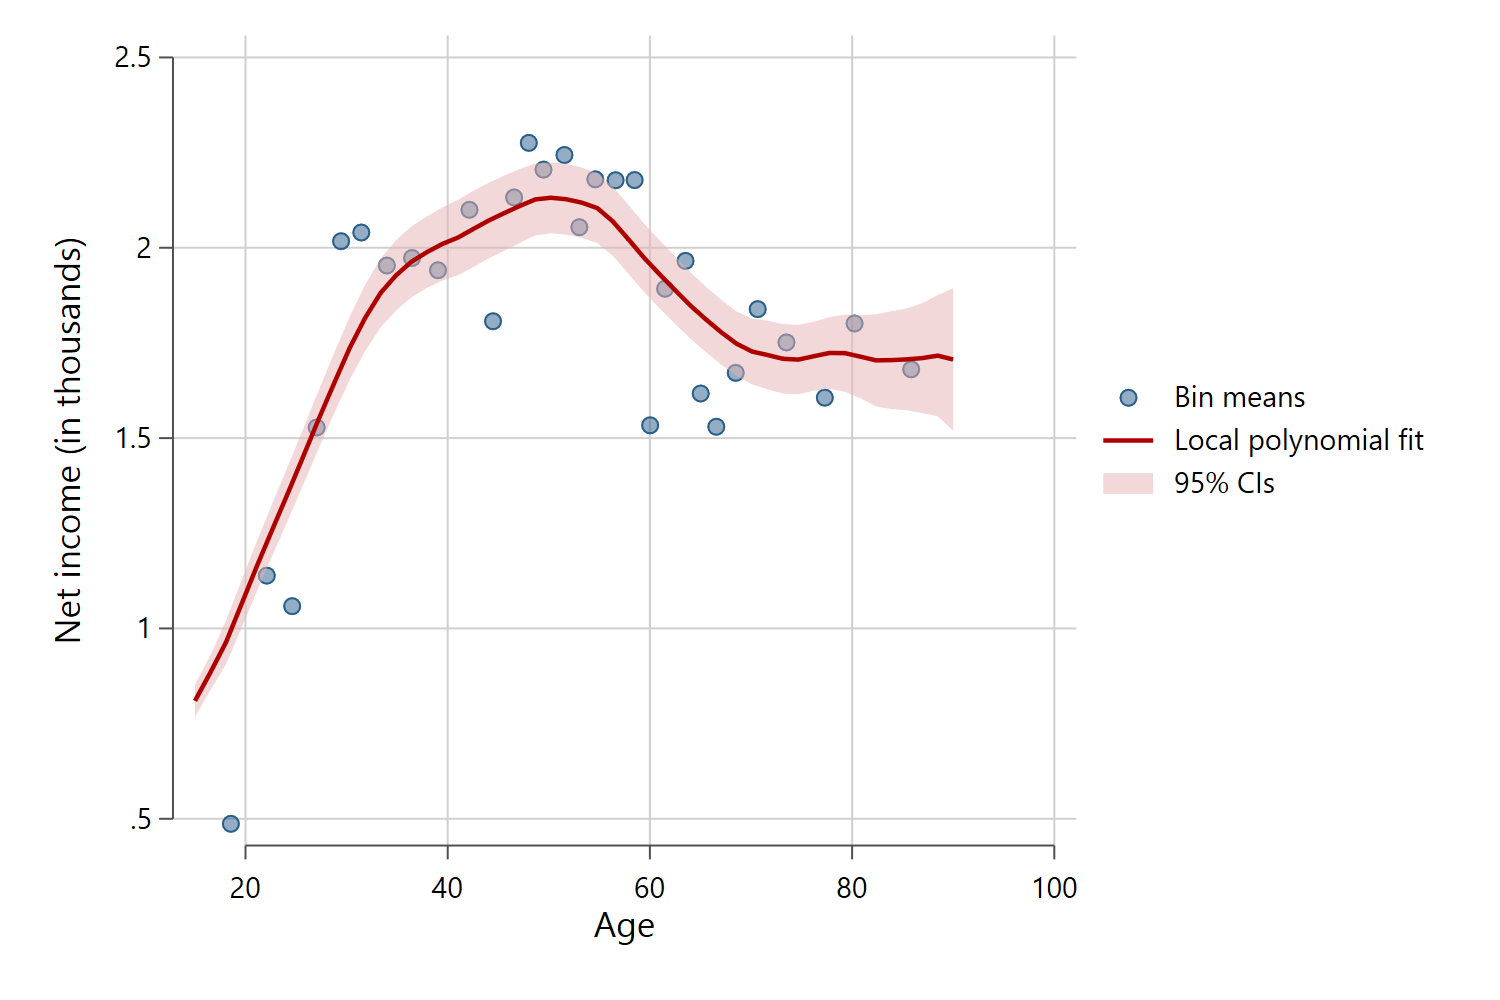 2.5
2
1.5
1
.5
Net income (in thousands)
20 40 60 80 100
Age
Bin means
Local polynomial fit
95% CIs